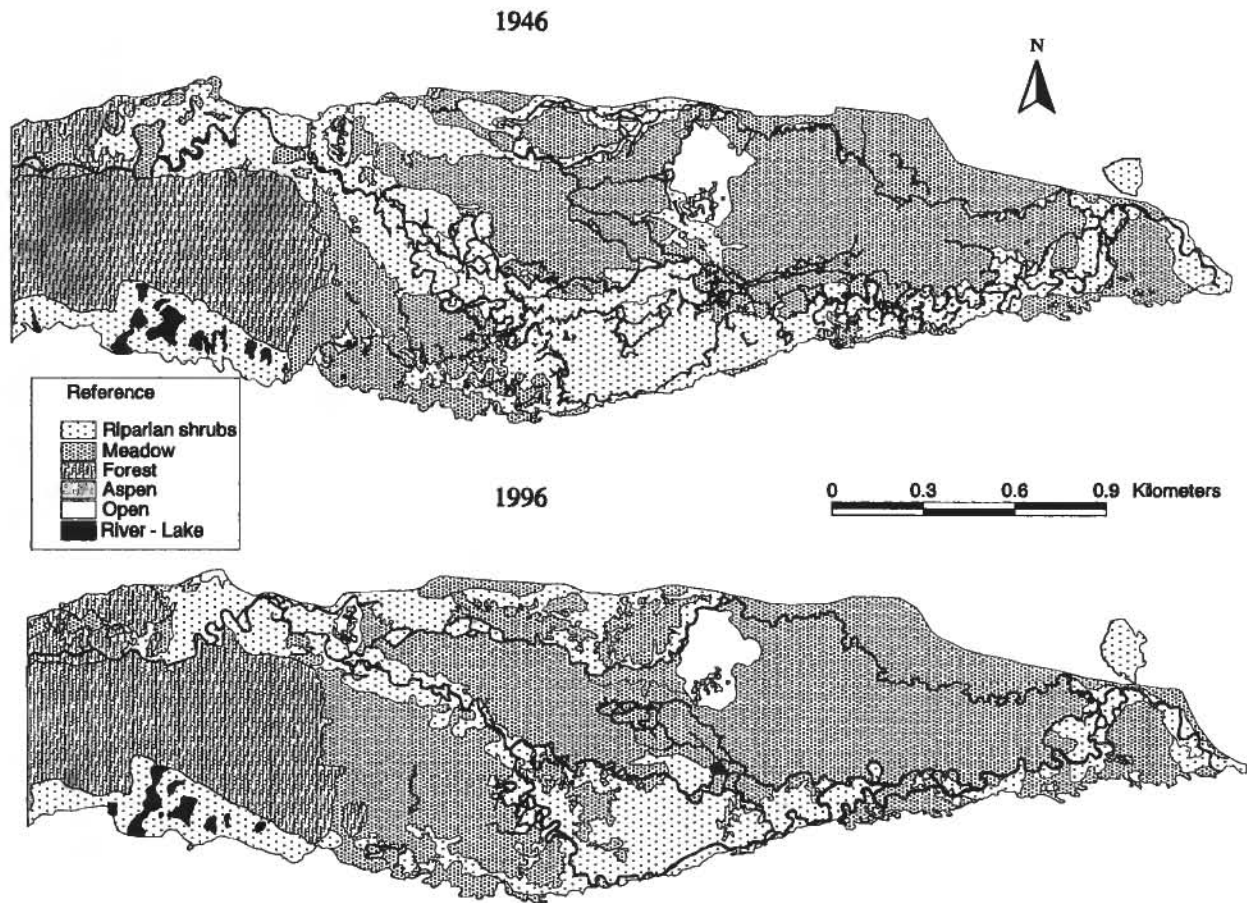 1946
N
Reference
Riparian shrubs
Meadow
Forest
Aspen
Open
River - Lake
1996
0 0.3 0.6 0.9 Kilometers